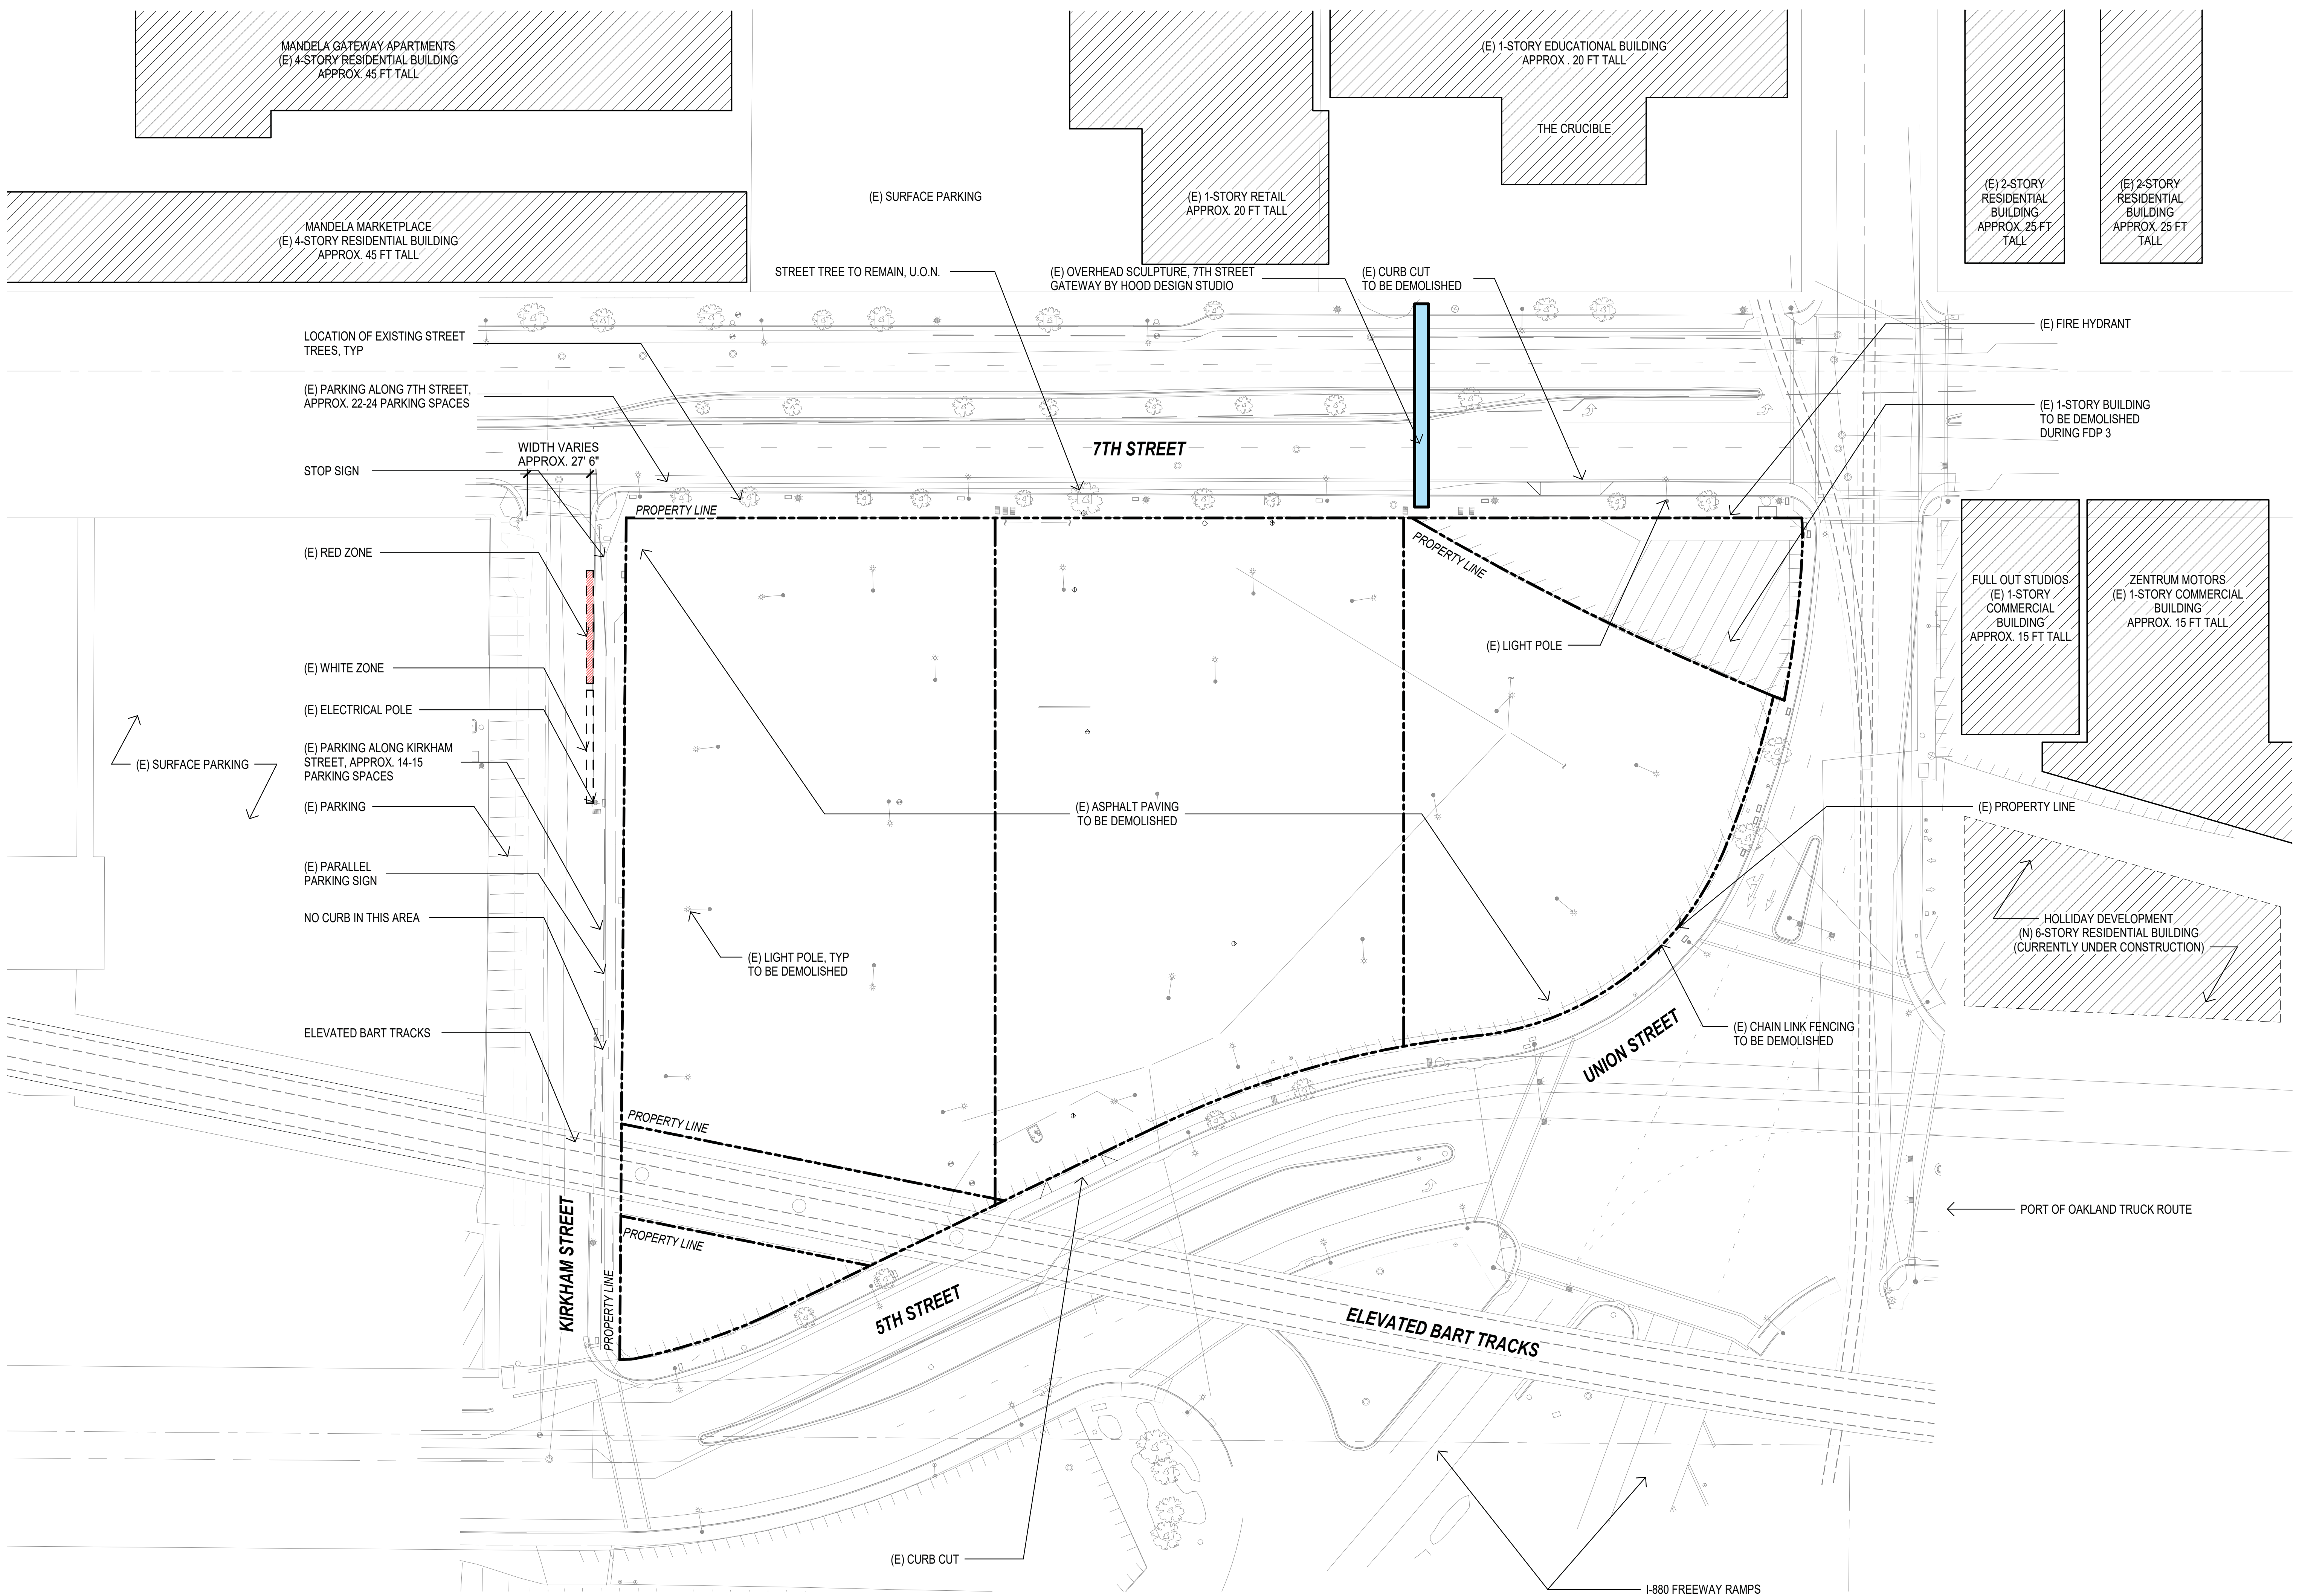 MANDELA GATEWAY APARTMENTS
(E) 4-STORY RESIDENTIAL BUILDING
APPROX. 45 FT TALL
(E) 1-STORY EDUCATIONAL BUILDING
APPROX . 20 FT TALL
THE CRUCIBLE
MANDELA MARKETPLACE
(E) 4-STORY RESIDENTIAL BUILDING
APPROX. 45 FT TALL
(E) SURFACE PARKING
(E) 1-STORY RETAIL
APPROX. 20 FT TALL
(E) 2-STORY
RESIDENTIAL
BUILDING
APPROX. 25 FT
TALL
(E) 2-STORY
RESIDENTIAL
BUILDING
APPROX. 25 FT
TALL
STREET TREE TO REMAIN, U.O.N.
(E) OVERHEAD SCULPTURE, 7TH STREET
GATEWAY BY HOOD DESIGN STUDIO
(E) CURB CUT
TO BE DEMOLISHED
LOCATION OF EXISTING STREET
TREES, TYP
(E) FIRE HYDRANT
(E) PARKING ALONG 7TH STREET,
APPROX. 22-24 PARKING SPACES
(E) 1-STORY BUILDING
TO BE DEMOLISHED
DURING FDP 3
WIDTH VARIES
APPROX. 27' 6"
7TH STREET
STOP SIGN
PROPERTY LINE
PROPERTY LINE
(E) RED ZONE
FULL OUT STUDIOS
(E) 1-STORY
COMMERCIAL
BUILDING
APPROX. 15 FT TALL
ZENTRUM MOTORS
(E) 1-STORY COMMERCIAL
BUILDING
APPROX. 15 FT TALL
(E) LIGHT POLE
(E) WHITE ZONE
(E) ELECTRICAL POLE
(E) PARKING ALONG KIRKHAM
STREET, APPROX. 14-15
PARKING SPACES
(E) SURFACE PARKING
(E) PARKING
(E) ASPHALT PAVING
TO BE DEMOLISHED
(E) PROPERTY LINE
(E) PARALLEL
PARKING SIGN
NO CURB IN THIS AREA
HOLLIDAY DEVELOPMENT
(N) 6-STORY RESIDENTIAL BUILDING
(CURRENTLY UNDER CONSTRUCTION)
(E) LIGHT POLE, TYP
TO BE DEMOLISHED
ELEVATED BART TRACKS
(E) CHAIN LINK FENCING
TO BE DEMOLISHED
UNION STREET
PROPERTY LINE
PORT OF OAKLAND TRUCK ROUTE
PROPERTY LINE
KIRKHAM STREET
PROPERTY LINE
5TH STREET
ELEVATED BART TRACKS
(E) CURB CUT
I-880 FREEWAY RAMPS